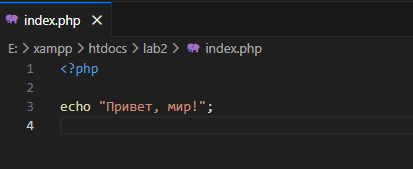 index.php
E: > xampp > htdocs > lab2 > index.php
1 <?php
2
3 echo "Привет, мир!";
4